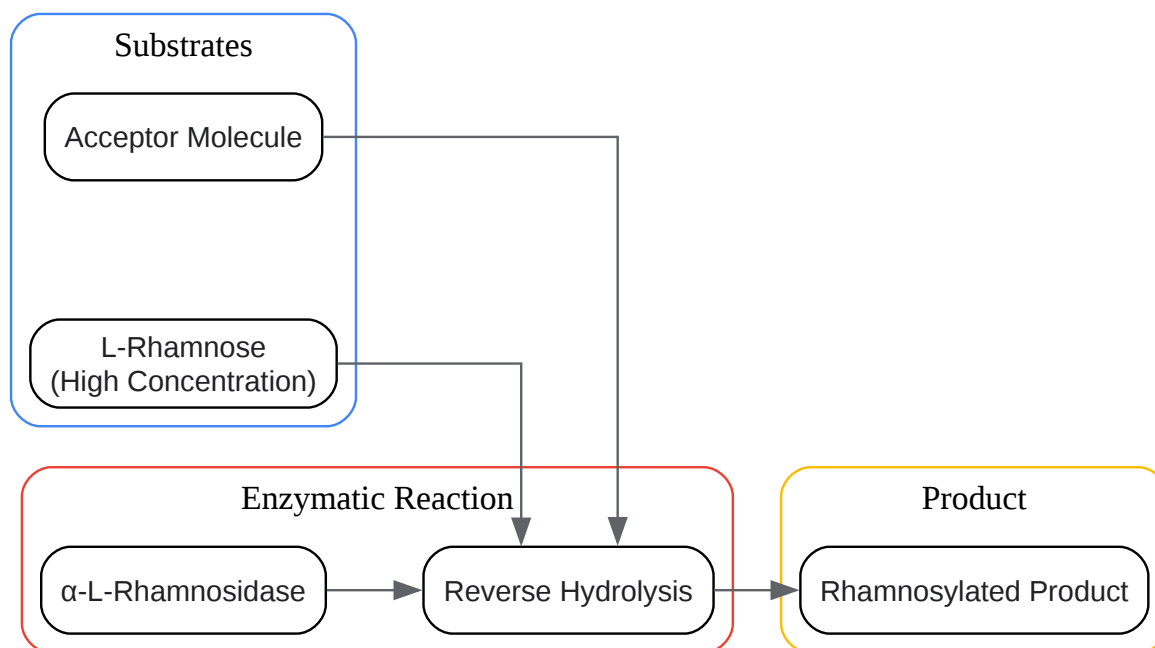 Substrates
Acceptor Molecule
L-Rhamnose
(High Concentration)
Enzymatic Reaction
α-L-Rhamnosidase
Reverse Hydrolysis
Product
Rhamnosylated Product